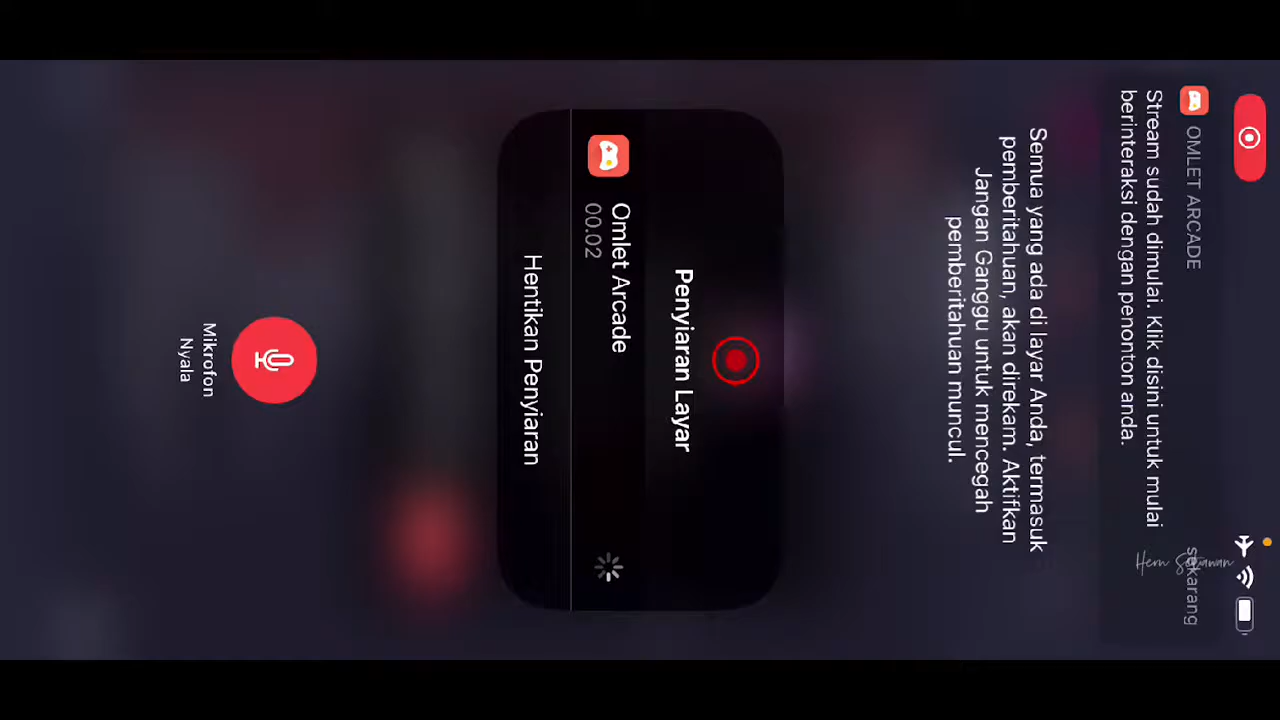 OMLET ARCADE
sekarang
Stream sudah dimulai. Klik disini untuk mulai
berinteraksi dengan penonton anda.
Semua yang ada di layar Anda, termasuk
pemberitahuan, akan direkam. Aktifkan
Jangan Ganggu untuk mencegah
pemberitahuan muncul.
Penyiaran Layar
Omlet Arcade
00.02
Hentikan Penyiaran
Mikrofon
Nyala